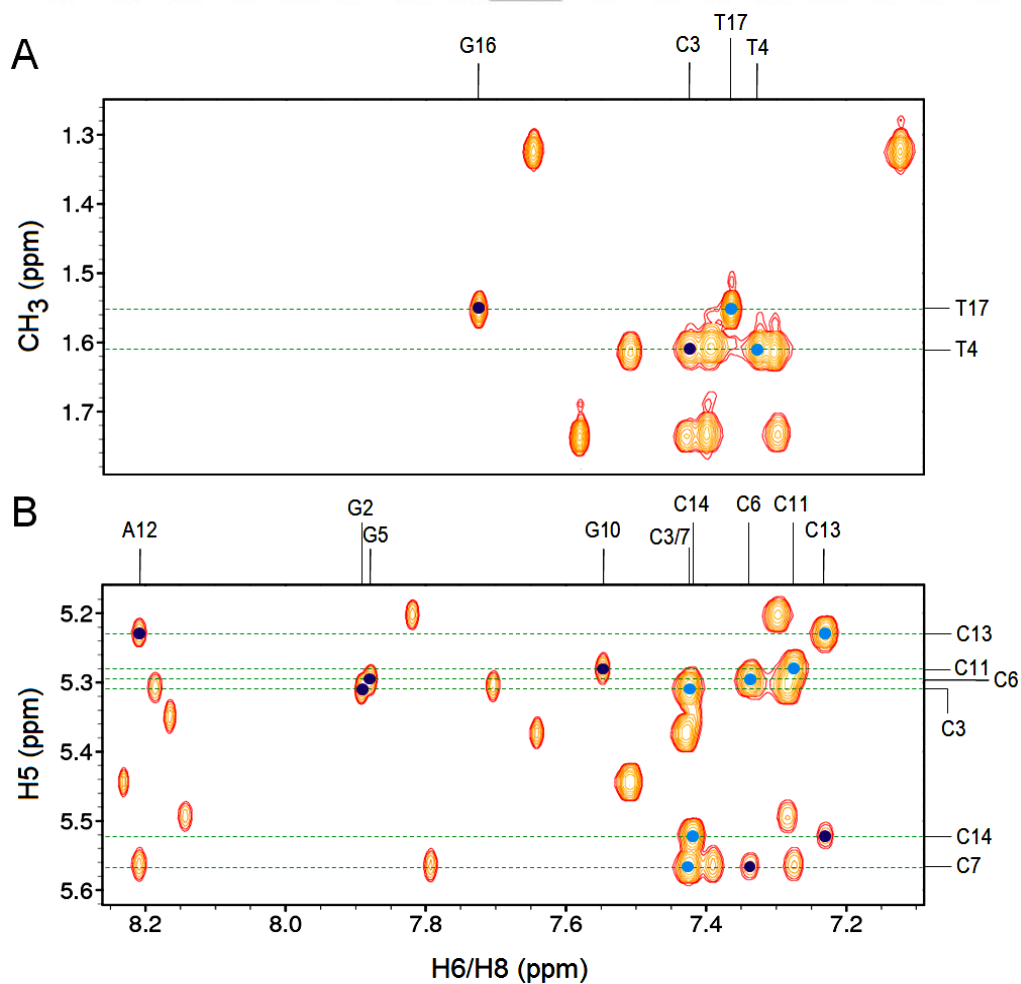 A
G16 C3 T17 T4
1.3
1.4
1.5
1.6
1.7
CH3 (ppm)
T17
T4
B
A12 G2 G5 G10 C3/7 C14 C6 C11 C13
5.2
5.3
5.4
5.5
5.6
H5 (ppm)
C13
C11
C6
C3
C14
C7
8.2 8.0 7.8 7.6 7.4 7.2
H6/H8 (ppm)